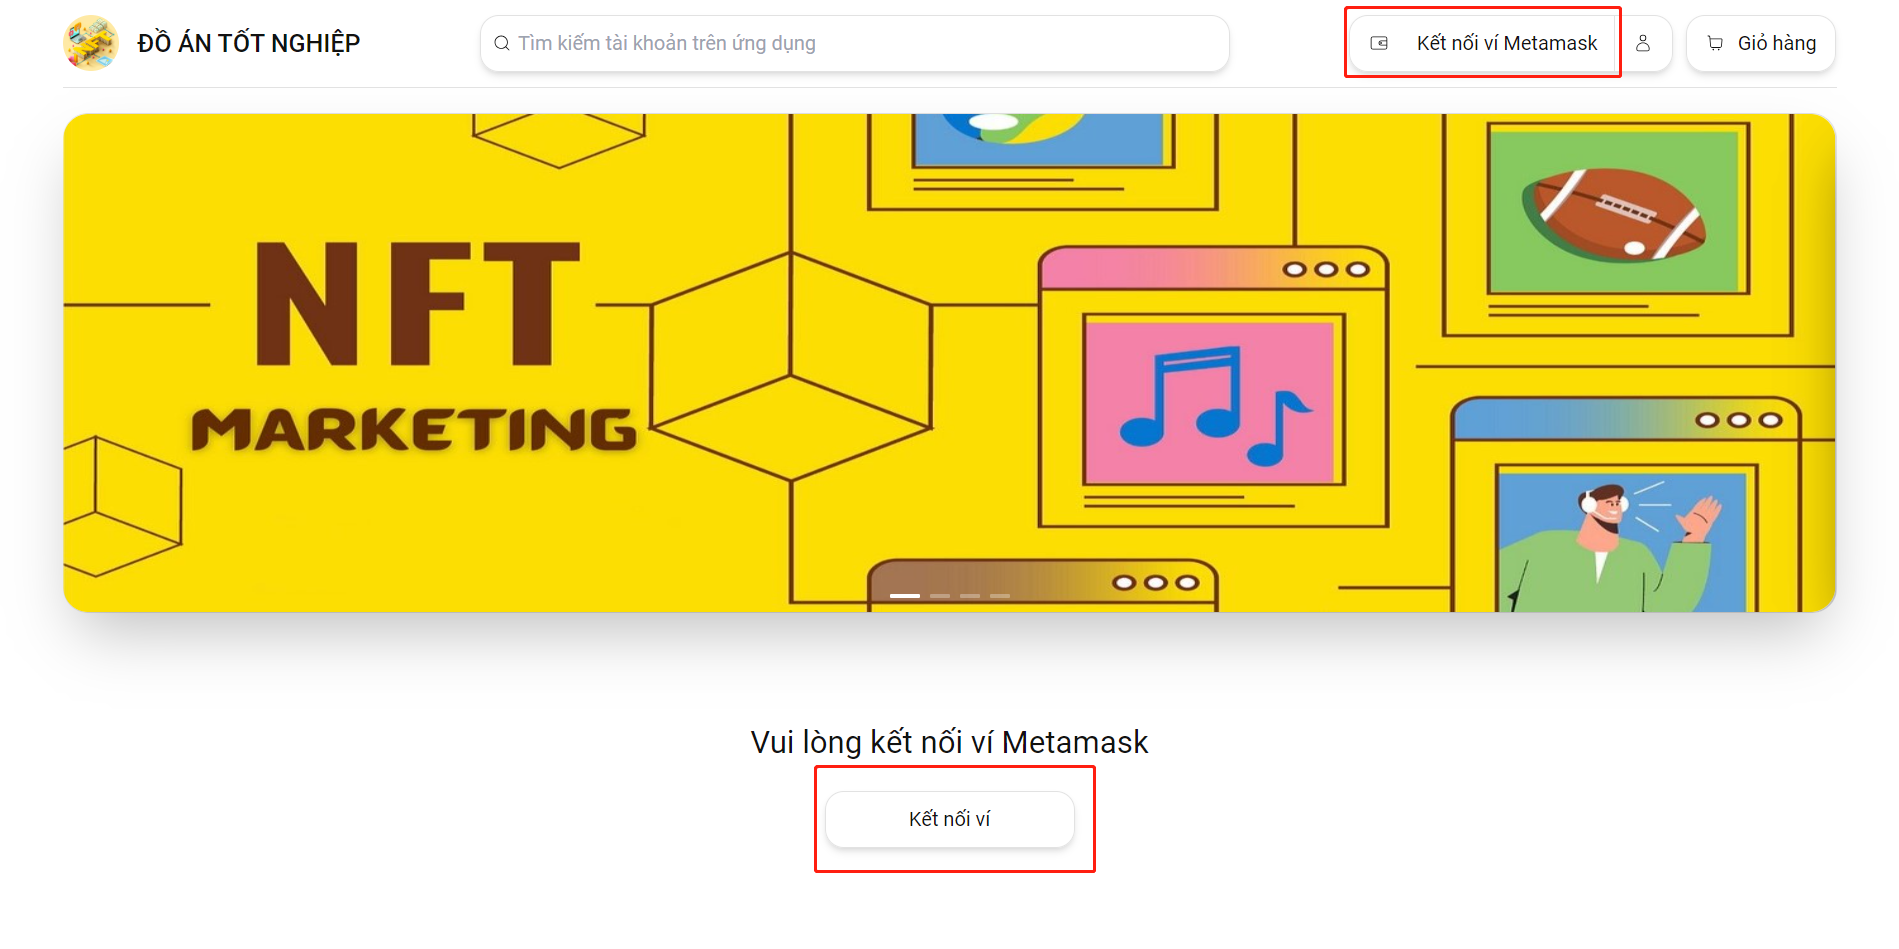 ĐỒ ÁN TỐT NGHIỆP
Tìm kiếm tài khoản trên ứng dụng
Kết nối ví Metamask
Giỏ hàng
NFT
MARKETING
Vui lòng kết nối ví Metamask
Kết nối ví